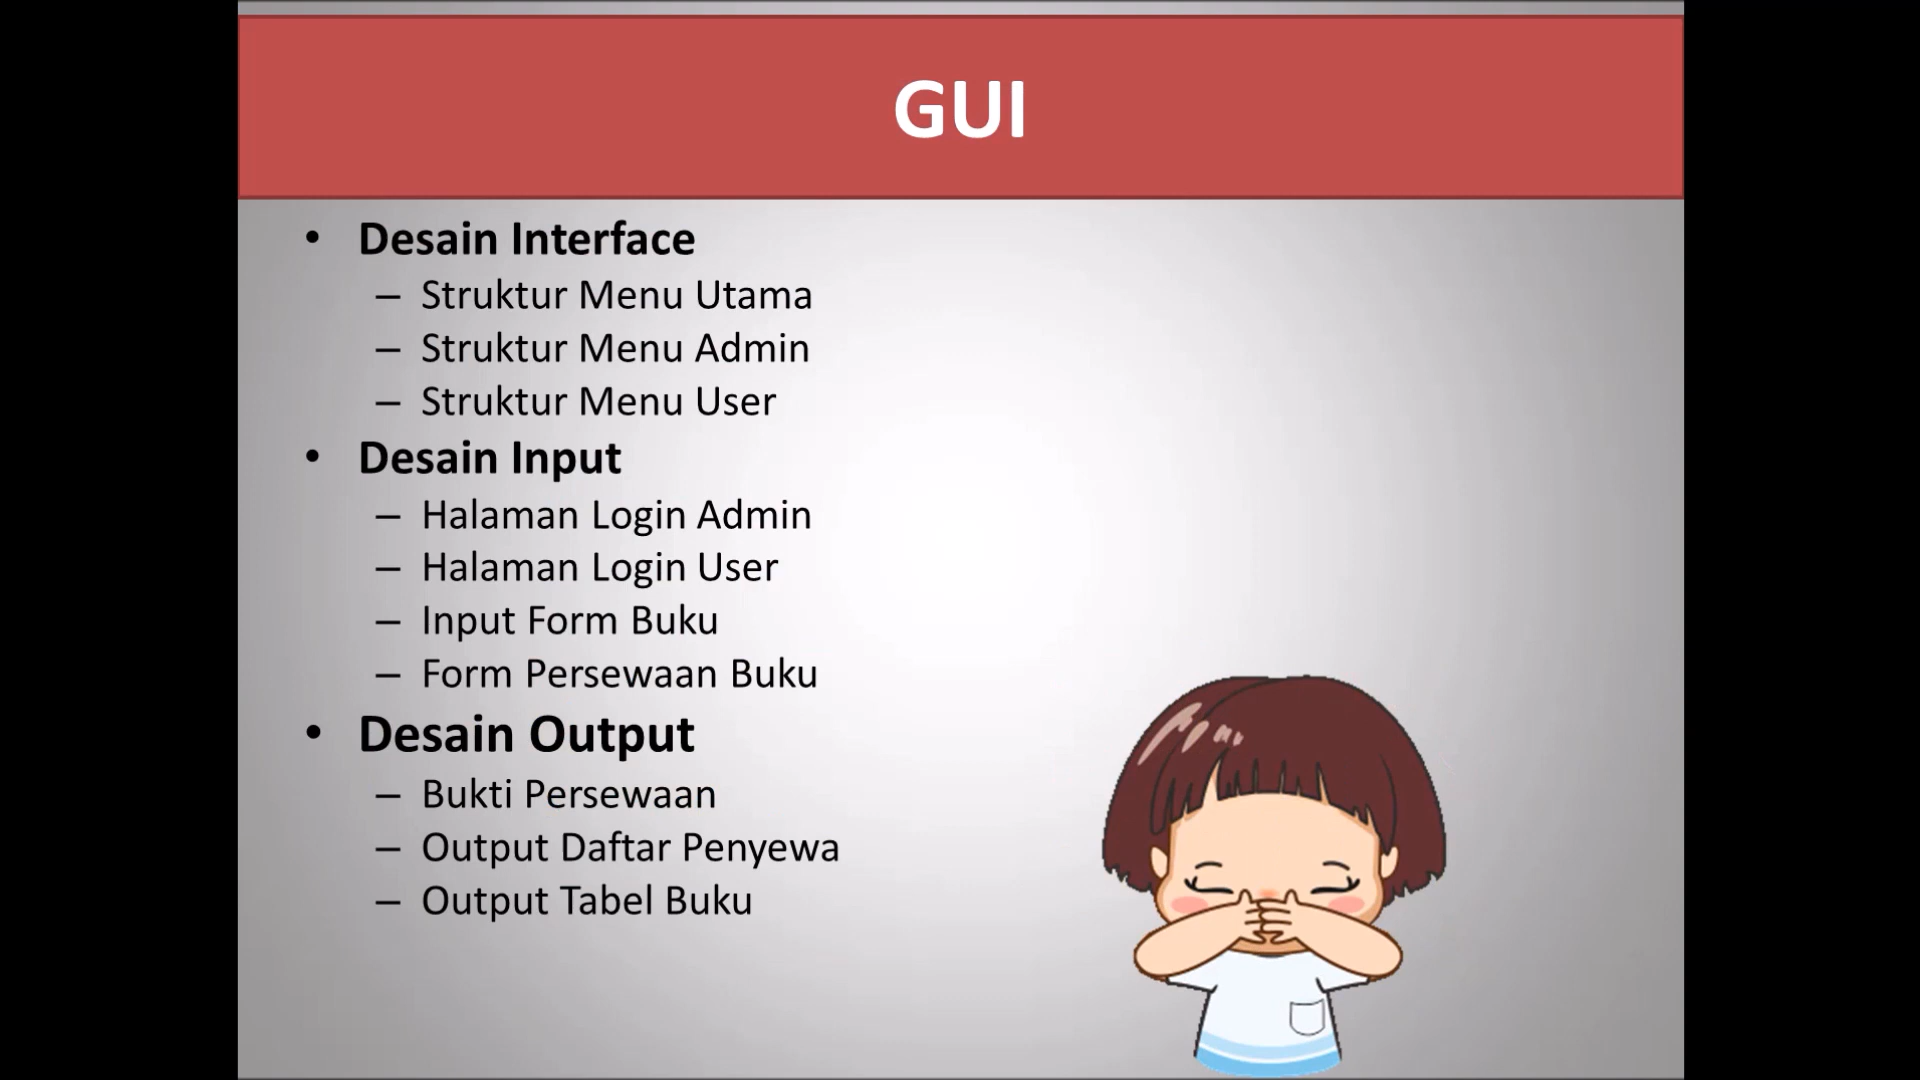 GUI
• Desain Interface
– Struktur Menu Utama
– Struktur Menu Admin
– Struktur Menu User
• Desain Input
– Halaman Login Admin
– Halaman Login User
– Input Form Buku
– Form Persewaan Buku
• Desain Output
– Bukti Persewaan
– Output Daftar Penyewa
– Output Tabel Buku